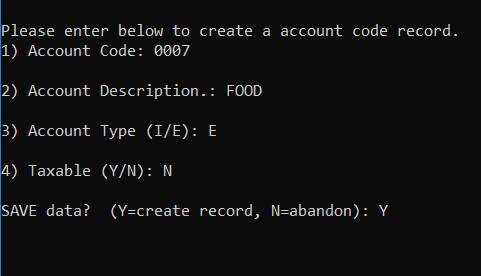 Please enter below to create a account code record.
1) Account Code: 0007
2) Account Description.: FOOD
3) Account Type (I/E): E
4) Taxable (Y/N): N
SAVE data?  (Y=create record, N=abandon): Y